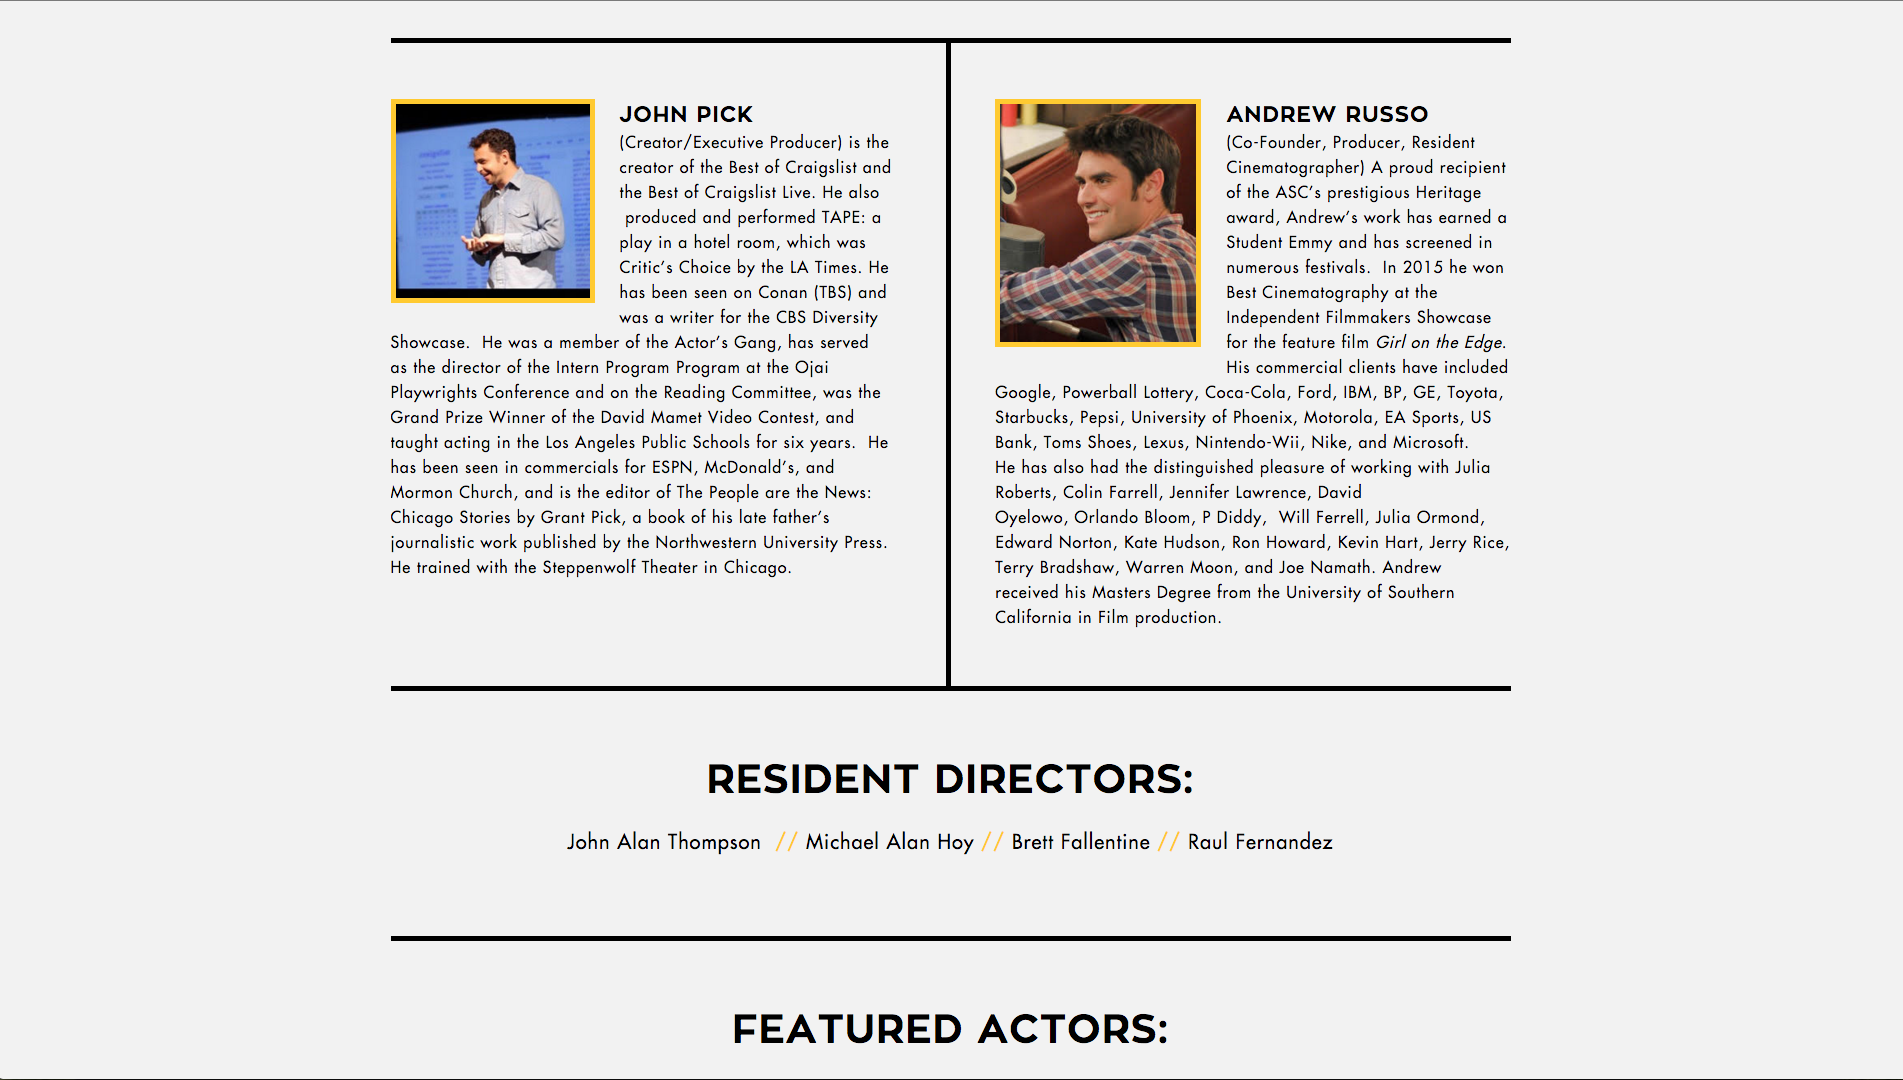 JOHN PICK
(Creator/Executive Producer) is the
creator of the Best of Craigslist and
the Best of Craigslist Live. He also
produced and performed TAPE: a
play in a hotel room, which was
Critic’s Choice by the LA Times. He
has been seen on Conan (TBS) and
was a writer for the CBS Diversity
Showcase.  He was a member of the Actor’s Gang, has served
as the director of the Intern Program Program at the Ojai
Playwrights Conference and on the Reading Committee, was the
Grand Prize Winner of the David Mamet Video Contest, and
taught acting in the Los Angeles Public Schools for six years.  He
has been seen in commercials for ESPN, McDonald’s, and
Mormon Church, and is the editor of The People are the News:
Chicago Stories by Grant Pick, a book of his late father’s
journalistic work published by the Northwestern University Press.
He trained with the Steppenwolf Theater in Chicago.
ANDREW RUSSO
(Co-Founder, Producer, Resident
Cinematographer) A proud recipient
of the ASC’s prestigious Heritage
award, Andrew’s work has earned a
Student Emmy and has screened in
numerous festivals.  In 2015 he won
Best Cinematography at the
Independent Filmmakers Showcase
for the feature film Girl on the Edge.
His commercial clients have included
Google, Powerball Lottery, Coca-Cola, Ford, IBM, BP, GE, Toyota,
Starbucks, Pepsi, University of Phoenix, Motorola, EA Sports, US
Bank, Toms Shoes, Lexus, Nintendo-Wii, Nike, and Microsoft.
He has also had the distinguished pleasure of working with Julia
Roberts, Colin Farrell, Jennifer Lawrence, David
Oyelowo, Orlando Bloom, P Diddy,  Will Ferrell, Julia Ormond,
Edward Norton, Kate Hudson, Ron Howard, Kevin Hart, Jerry Rice,
Terry Bradshaw, Warren Moon, and Joe Namath. Andrew
received his Masters Degree from the University of Southern
California in Film production.
RESIDENT DIRECTORS:
John Alan Thompson // Michael Alan Hoy // Brett Fallentine // Raul Fernandez
FEATURED ACTORS: